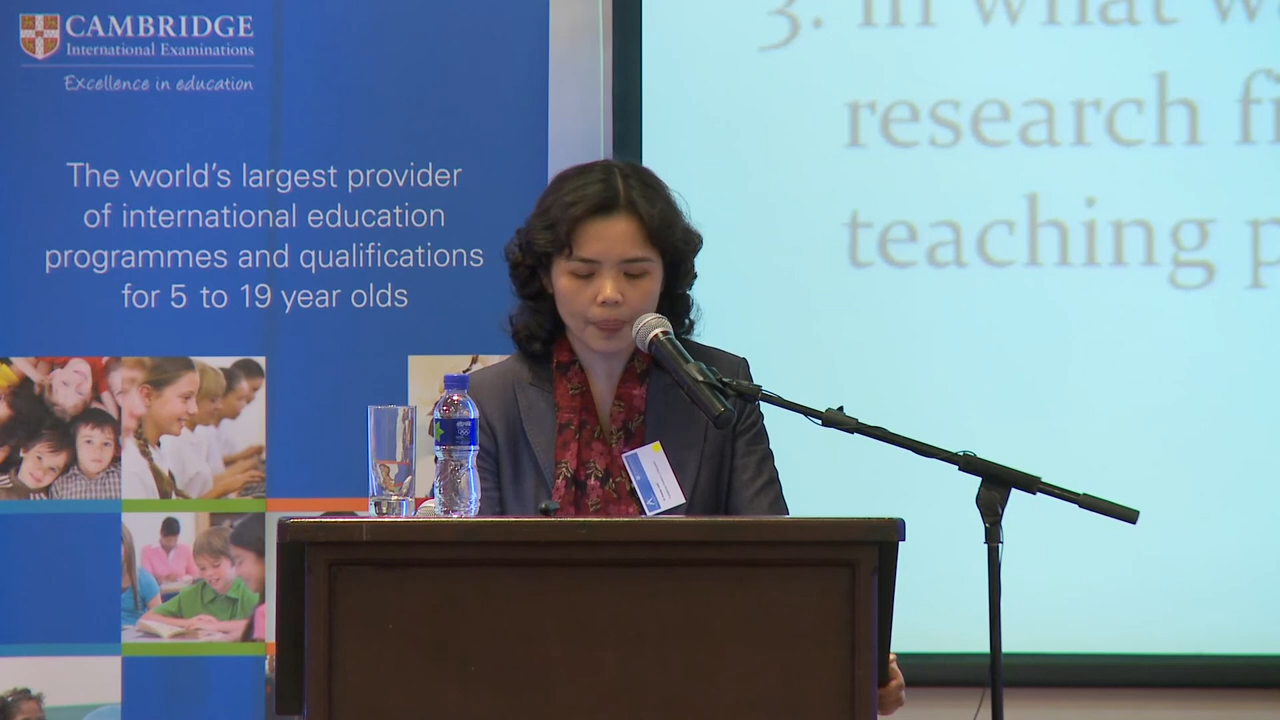 CAMBRIDGE
International Examinations
Excellence in education
The world's largest provider
of international education
programmes and qualifications
for 5 to 19 year olds
3. In what w
research fi
teaching p